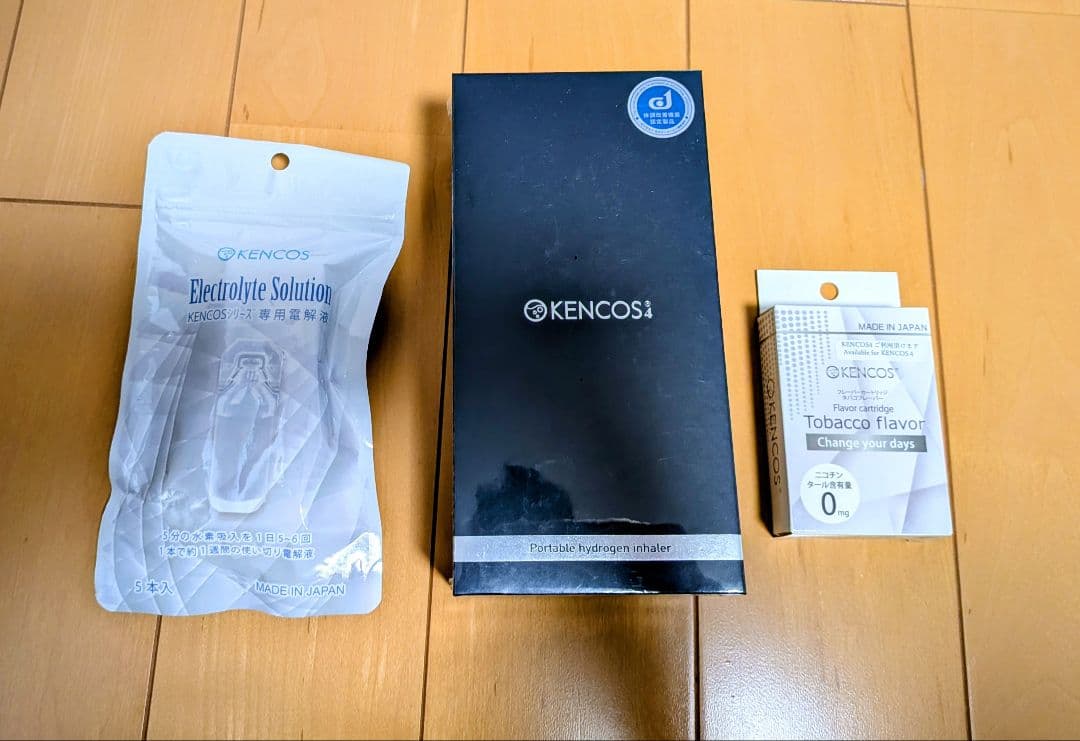 KENCOS
Electrolyte Solution
KENCOSシリーズ 専用電解液
5分の水素吸入を1日5~6回
1本で約1週間の使い切り電解液
5本入
MADE IN JAPAN
KENCOS 4
Portable hydrogen inhaler
MADE IN JAPAN
KENCOS4 ご利用頂けます
Available for KENCOS 4
KENCOS
フレーバーカートリッジ
タバコフレーバー
Flavor cartridge
Tobacco flavor
Change your days
ニコチン
タール含有量
0mg
KENCOS